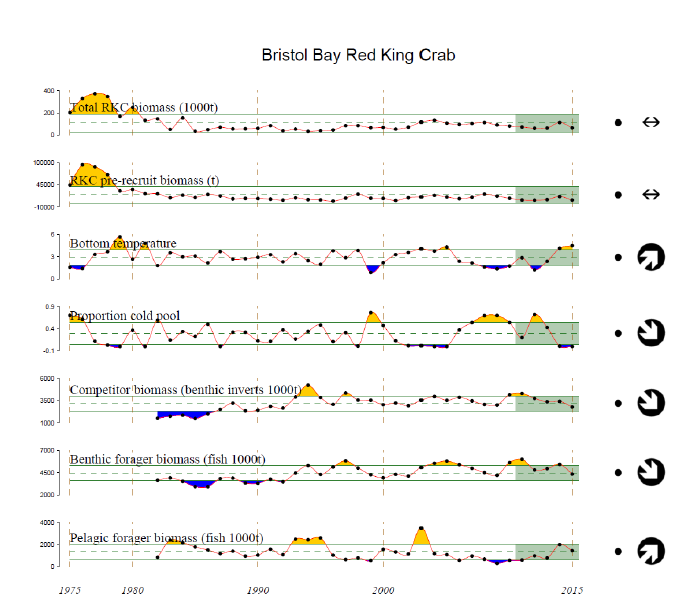 Bristol Bay Red King Crab
400
200
0
Total RKC biomass (1000t)
100000
45000
-10000
RKC pre-recruit biomass (t)
6
3
0
Bottom temperature
0.9
0.4
-0.1
Proportion cold pool
6000
3500
1000
Competitor biomass (benthic inverts 1000t)
7000
4500
2000
Benthic forager biomass (fish 1000t)
4000
2000
0
Pelagic forager biomass (fish 1000t)
1975 1980 1990 2000 2015